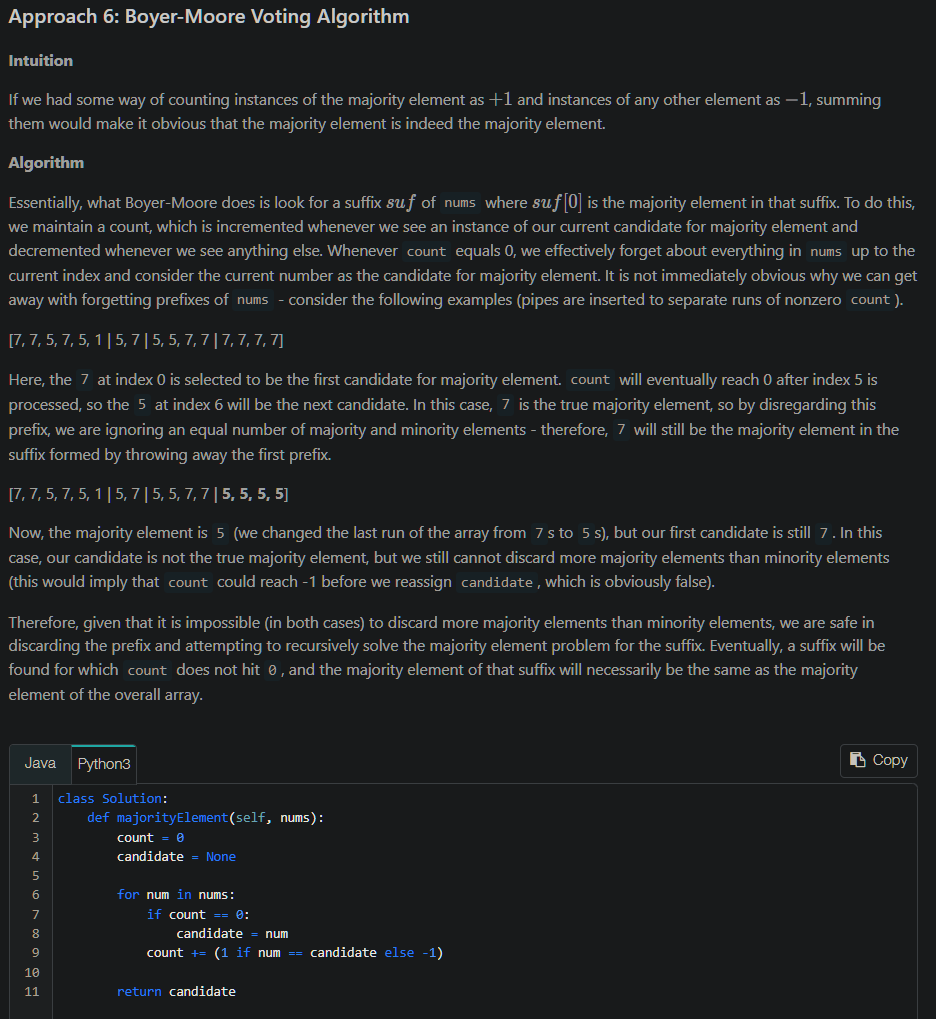 Approach 6: Boyer-Moore Voting Algorithm
Intuition
If we had some way of counting instances of the majority element as +1 and instances of any other element as −1, summing
them would make it obvious that the majority element is indeed the majority element.
Algorithm
Essentially, what Boyer-Moore does is look for a suffix suf of nums where suf[0] is the majority element in that suffix. To do this,
we maintain a count, which is incremented whenever we see an instance of our current candidate for majority element and
decremented whenever we see anything else. Whenever count equals 0, we effectively forget about everything in nums up to the
current index and consider the current number as the candidate for majority element. It is not immediately obvious why we can get
away with forgetting prefixes of nums - consider the following examples (pipes are inserted to separate runs of nonzero count).
[7, 7, 5, 7, 5, 1 | 5, 7 | 5, 5, 7, 7 | 7, 7, 7, 7]
Here, the 7 at index 0 is selected to be the first candidate for majority element. count will eventually reach 0 after index 5 is
processed, so the 5 at index 6 will be the next candidate. In this case, 7 is the true majority element, so by disregarding this
prefix, we are ignoring an equal number of majority and minority elements - therefore, 7 will still be the majority element in the
suffix formed by throwing away the first prefix.
[7, 7, 5, 7, 5, 1 | 5, 7 | 5, 5, 7, 7 | 5, 5, 5, 5]
Now, the majority element is 5 (we changed the last run of the array from 7s to 5s), but our first candidate is still 7. In this
case, our candidate is not the true majority element, but we still cannot discard more majority elements than minority elements
(this would imply that count could reach -1 before we reassign candidate, which is obviously false).
Therefore, given that it is impossible (in both cases) to discard more majority elements than minority elements, we are safe in
discarding the prefix and attempting to recursively solve the majority element problem for the suffix. Eventually, a suffix will be
found for which count does not hit 0, and the majority element of that suffix will necessarily be the same as the majority
element of the overall array.
Java Python3 Copy
1 class Solution:
2     def majorityElement(self, nums):
3         count = 0
4         candidate = None
5
6         for num in nums:
7             if count == 0:
8                 candidate = num
9             count += (1 if num == candidate else -1)
10
11         return candidate